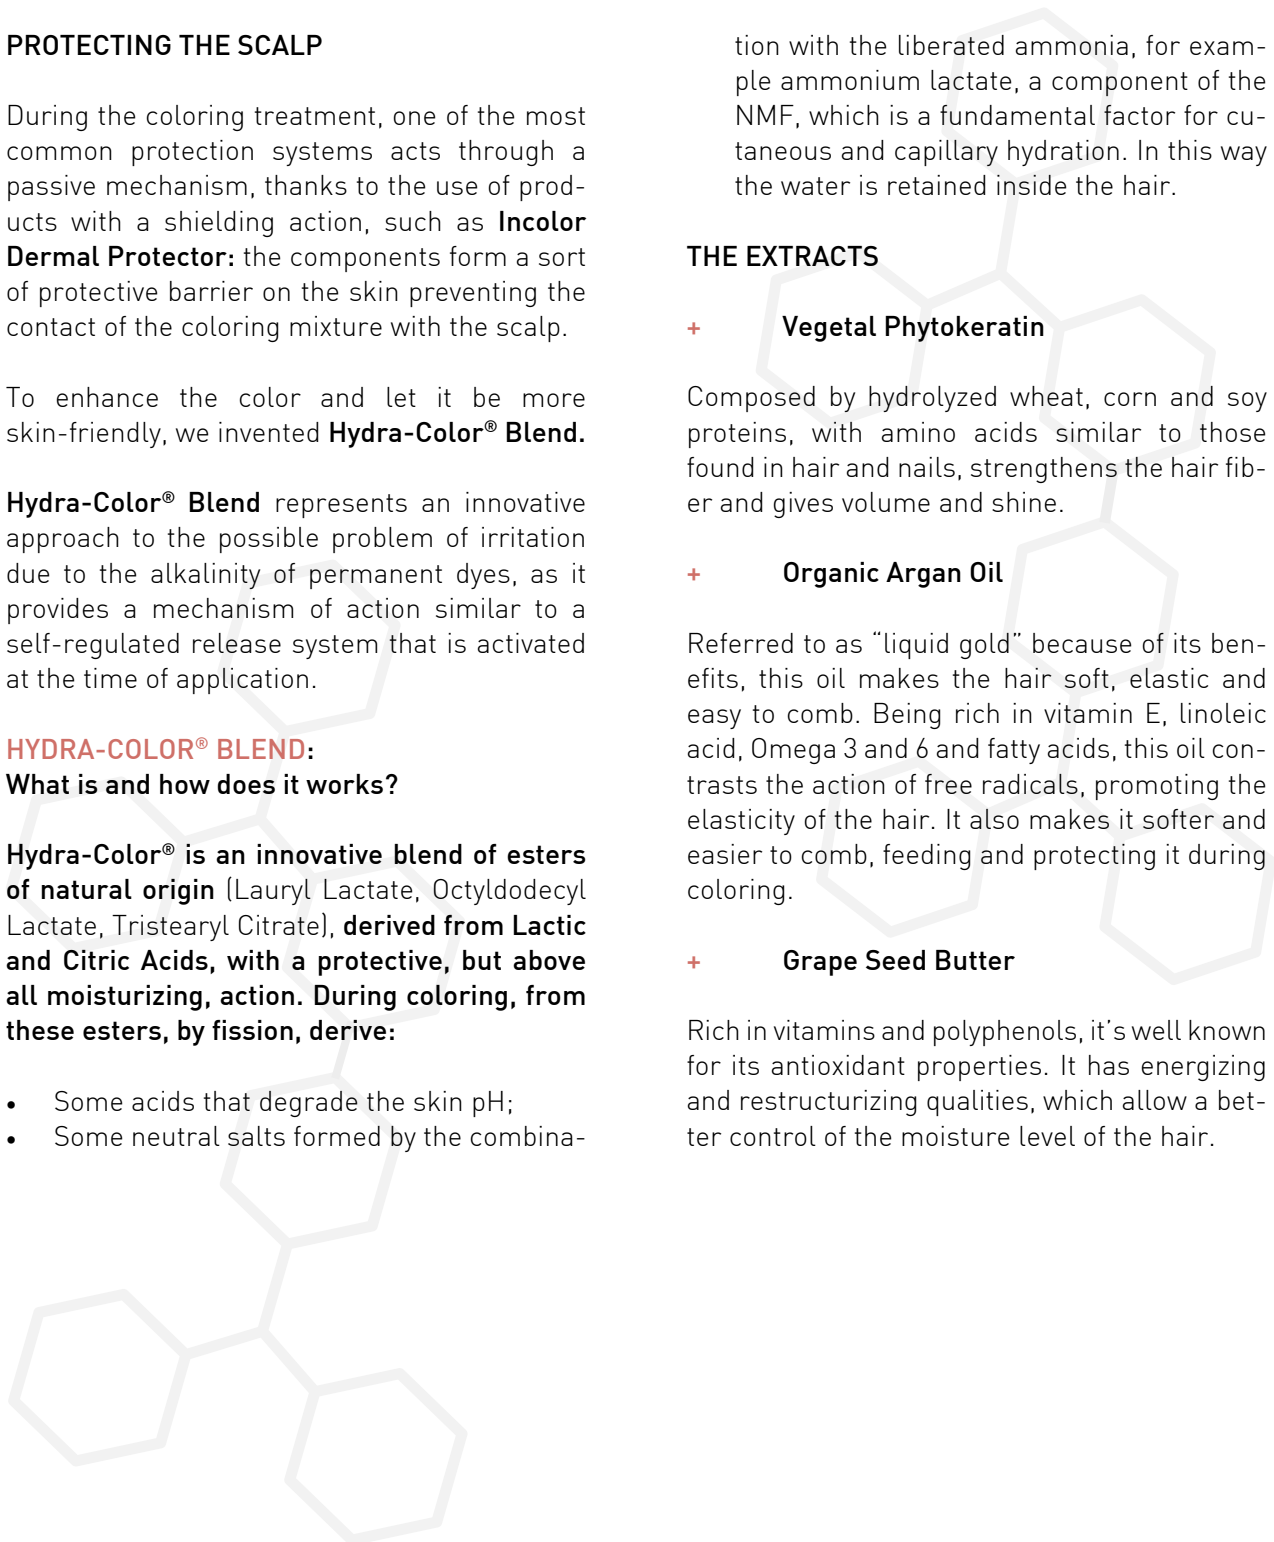 PROTECTING THE SCALP
During the coloring treatment, one of the most
common protection systems acts through a
passive mechanism, thanks to the use of prod-
ucts with a shielding action, such as Incolor
Dermal Protector: the components form a sort
of protective barrier on the skin preventing the
contact of the coloring mixture with the scalp.
To enhance the color and let it be more
skin-friendly, we invented Hydra-Color® Blend.
Hydra-Color® Blend represents an innovative
approach to the possible problem of irritation
due to the alkalinity of permanent dyes, as it
provides a mechanism of action similar to a
self-regulated release system that is activated
at the time of application.
HYDRA-COLOR® BLEND:
What is and how does it works?
Hydra-Color® is an innovative blend of esters
of natural origin (Lauryl Lactate, Octyldodecyl
Lactate, Tristearyl Citrate), derived from Lactic
and Citric Acids, with a protective, but above
all moisturizing, action. During coloring, from
these esters, by fission, derive:
• Some acids that degrade the skin pH;
• Some neutral salts formed by the combina-
tion with the liberated ammonia, for exam-
ple ammonium lactate, a component of the
NMF, which is a fundamental factor for cu-
taneous and capillary hydration. In this way
the water is retained inside the hair.
THE EXTRACTS
+ Vegetal Phytokeratin
Composed by hydrolyzed wheat, corn and soy
proteins, with amino acids similar to those
found in hair and nails, strengthens the hair fib-
er and gives volume and shine.
+ Organic Argan Oil
Referred to as “liquid gold” because of its ben-
efits, this oil makes the hair soft, elastic and
easy to comb. Being rich in vitamin E, linoleic
acid, Omega 3 and 6 and fatty acids, this oil con-
trasts the action of free radicals, promoting the
elasticity of the hair. It also makes it softer and
easier to comb, feeding and protecting it during
coloring.
+ Grape Seed Butter
Rich in vitamins and polyphenols, it’s well known
for its antioxidant properties. It has energizing
and restructurizing qualities, which allow a bet-
ter control of the moisture level of the hair.